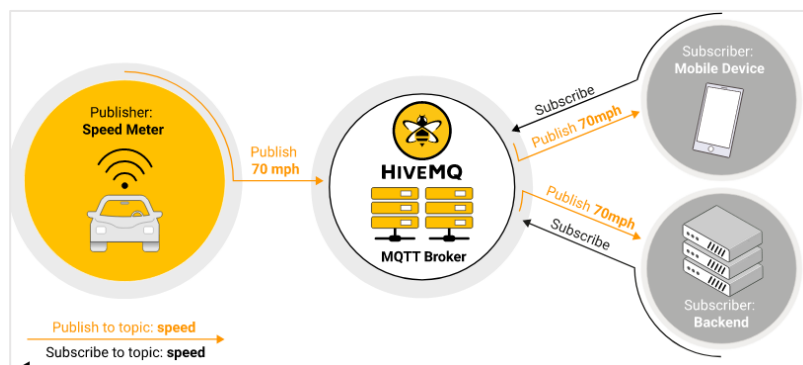 Publisher:
Speed Meter
Publish
70 mph
HIVEMQ
MQTT Broker
Subscriber:
Mobile Device
Subscribe
Publish 70mph
Publish 70mph
Subscribe
Subscriber:
Backend
Publish to topic: speed
Subscribe to topic: speed